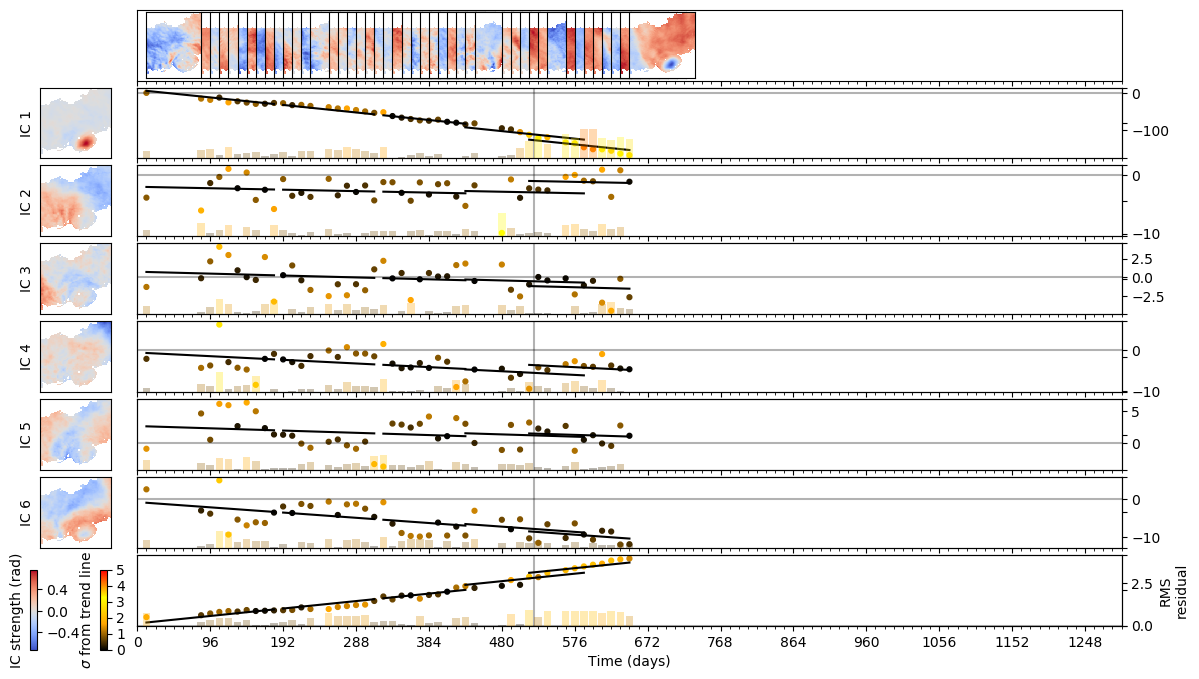 IC 1
0
−100
IC 2
0
−10
IC 3
2.5
0.0
−2.5
IC 4
0
−10
IC 5
5
0
IC 6
0
−10
IC strength (rad)
0.4
0.0
−0.4
σ from trend line
5
4
3
2
1
0
2.5
0.0
RMS
residual
0 96 192 288 384 480 576 672 768 864 960 1056 1152 1248
Time (days)